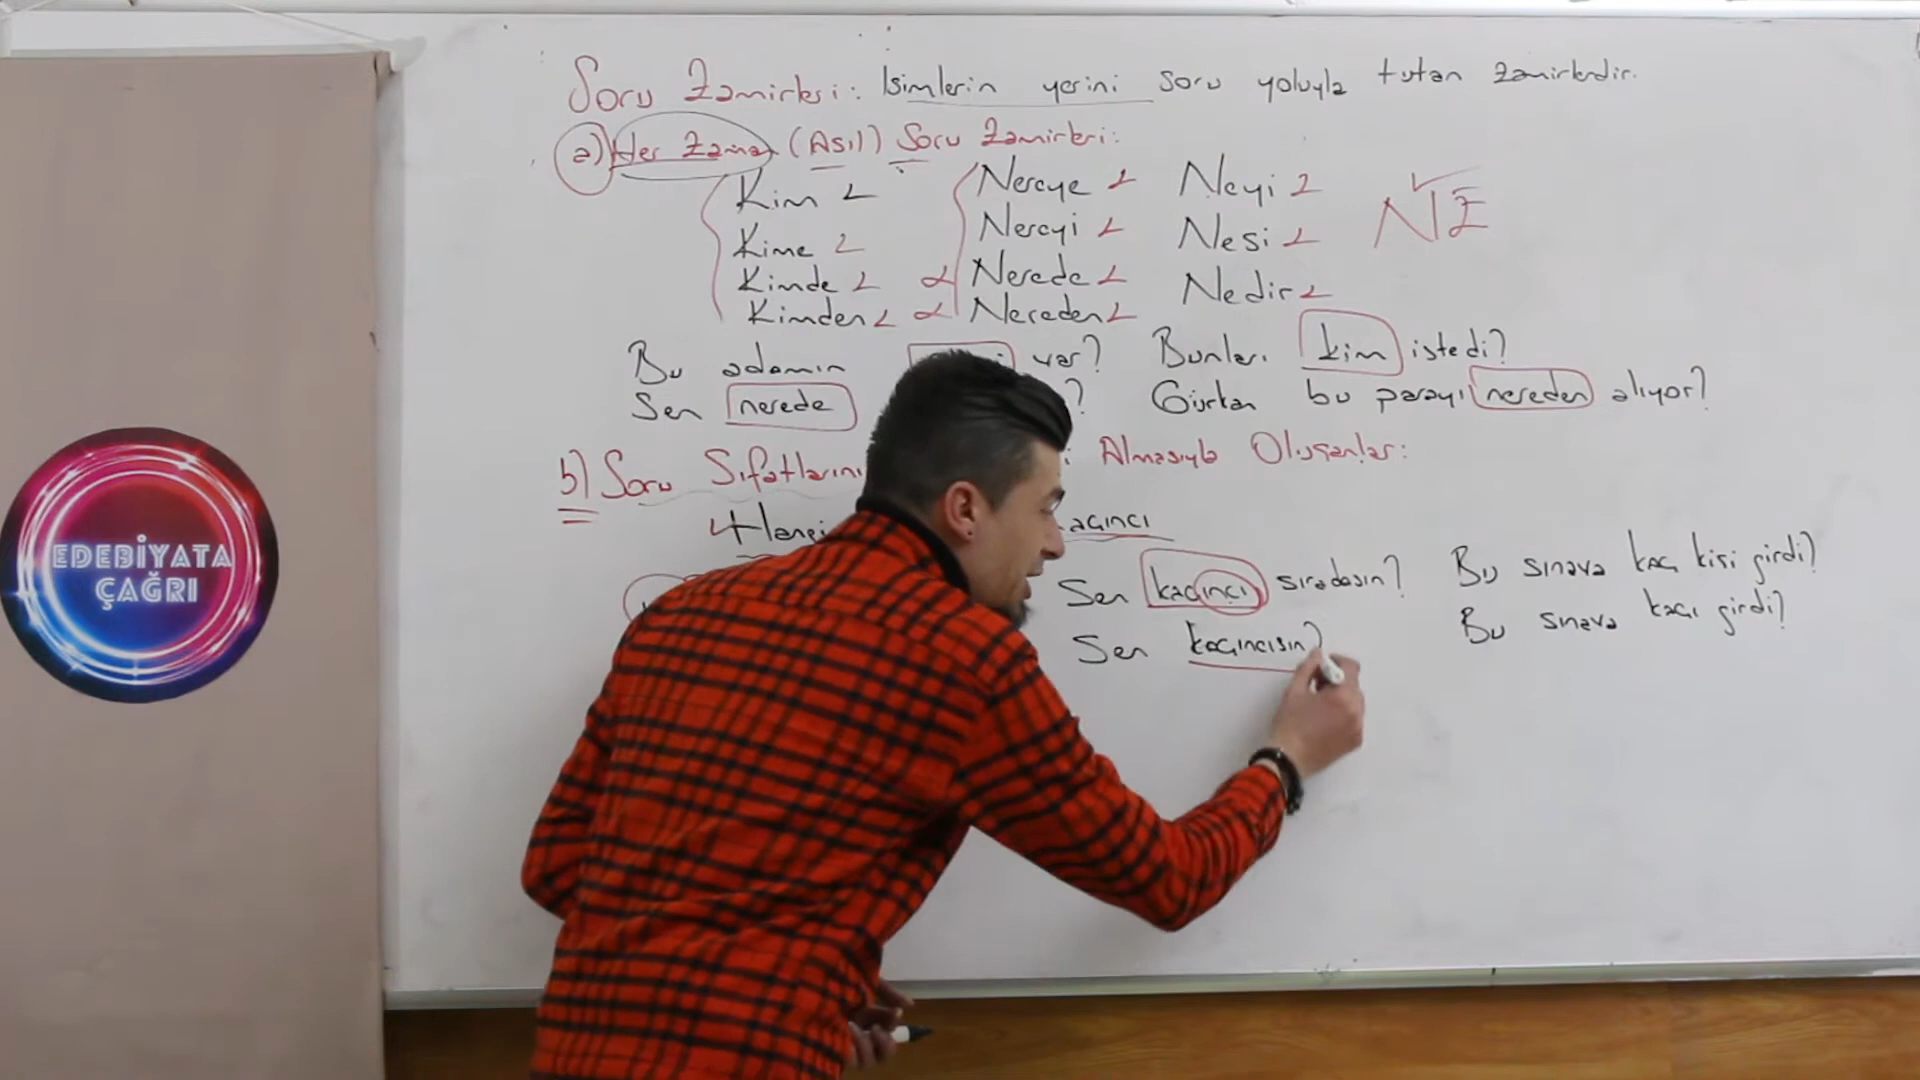 Soru Zamirleri: İsimlerin yerini soru yoluyla tutan zamirlerdir.
a) Her Zaman (Asıl) Soru Zamirleri:
Kim Nereye Neyi NE
Kime Nereyi Nesi
Kimde Nerede Nedir
Kimden Nereden
Bu adamın var? Bunları kim istedi?
Sen nerede ? Gürkan bu parayı nereden alıyor?
b) Soru Sıfatlarının Almasıyla Oluşanlar:
Sen kaçıncı sıradasın? Bu sınava kaç kişi girdi?
Sen kaçıncısın? Bu sınava kaçı girdi?
EDEBİYATA
ÇAĞRI